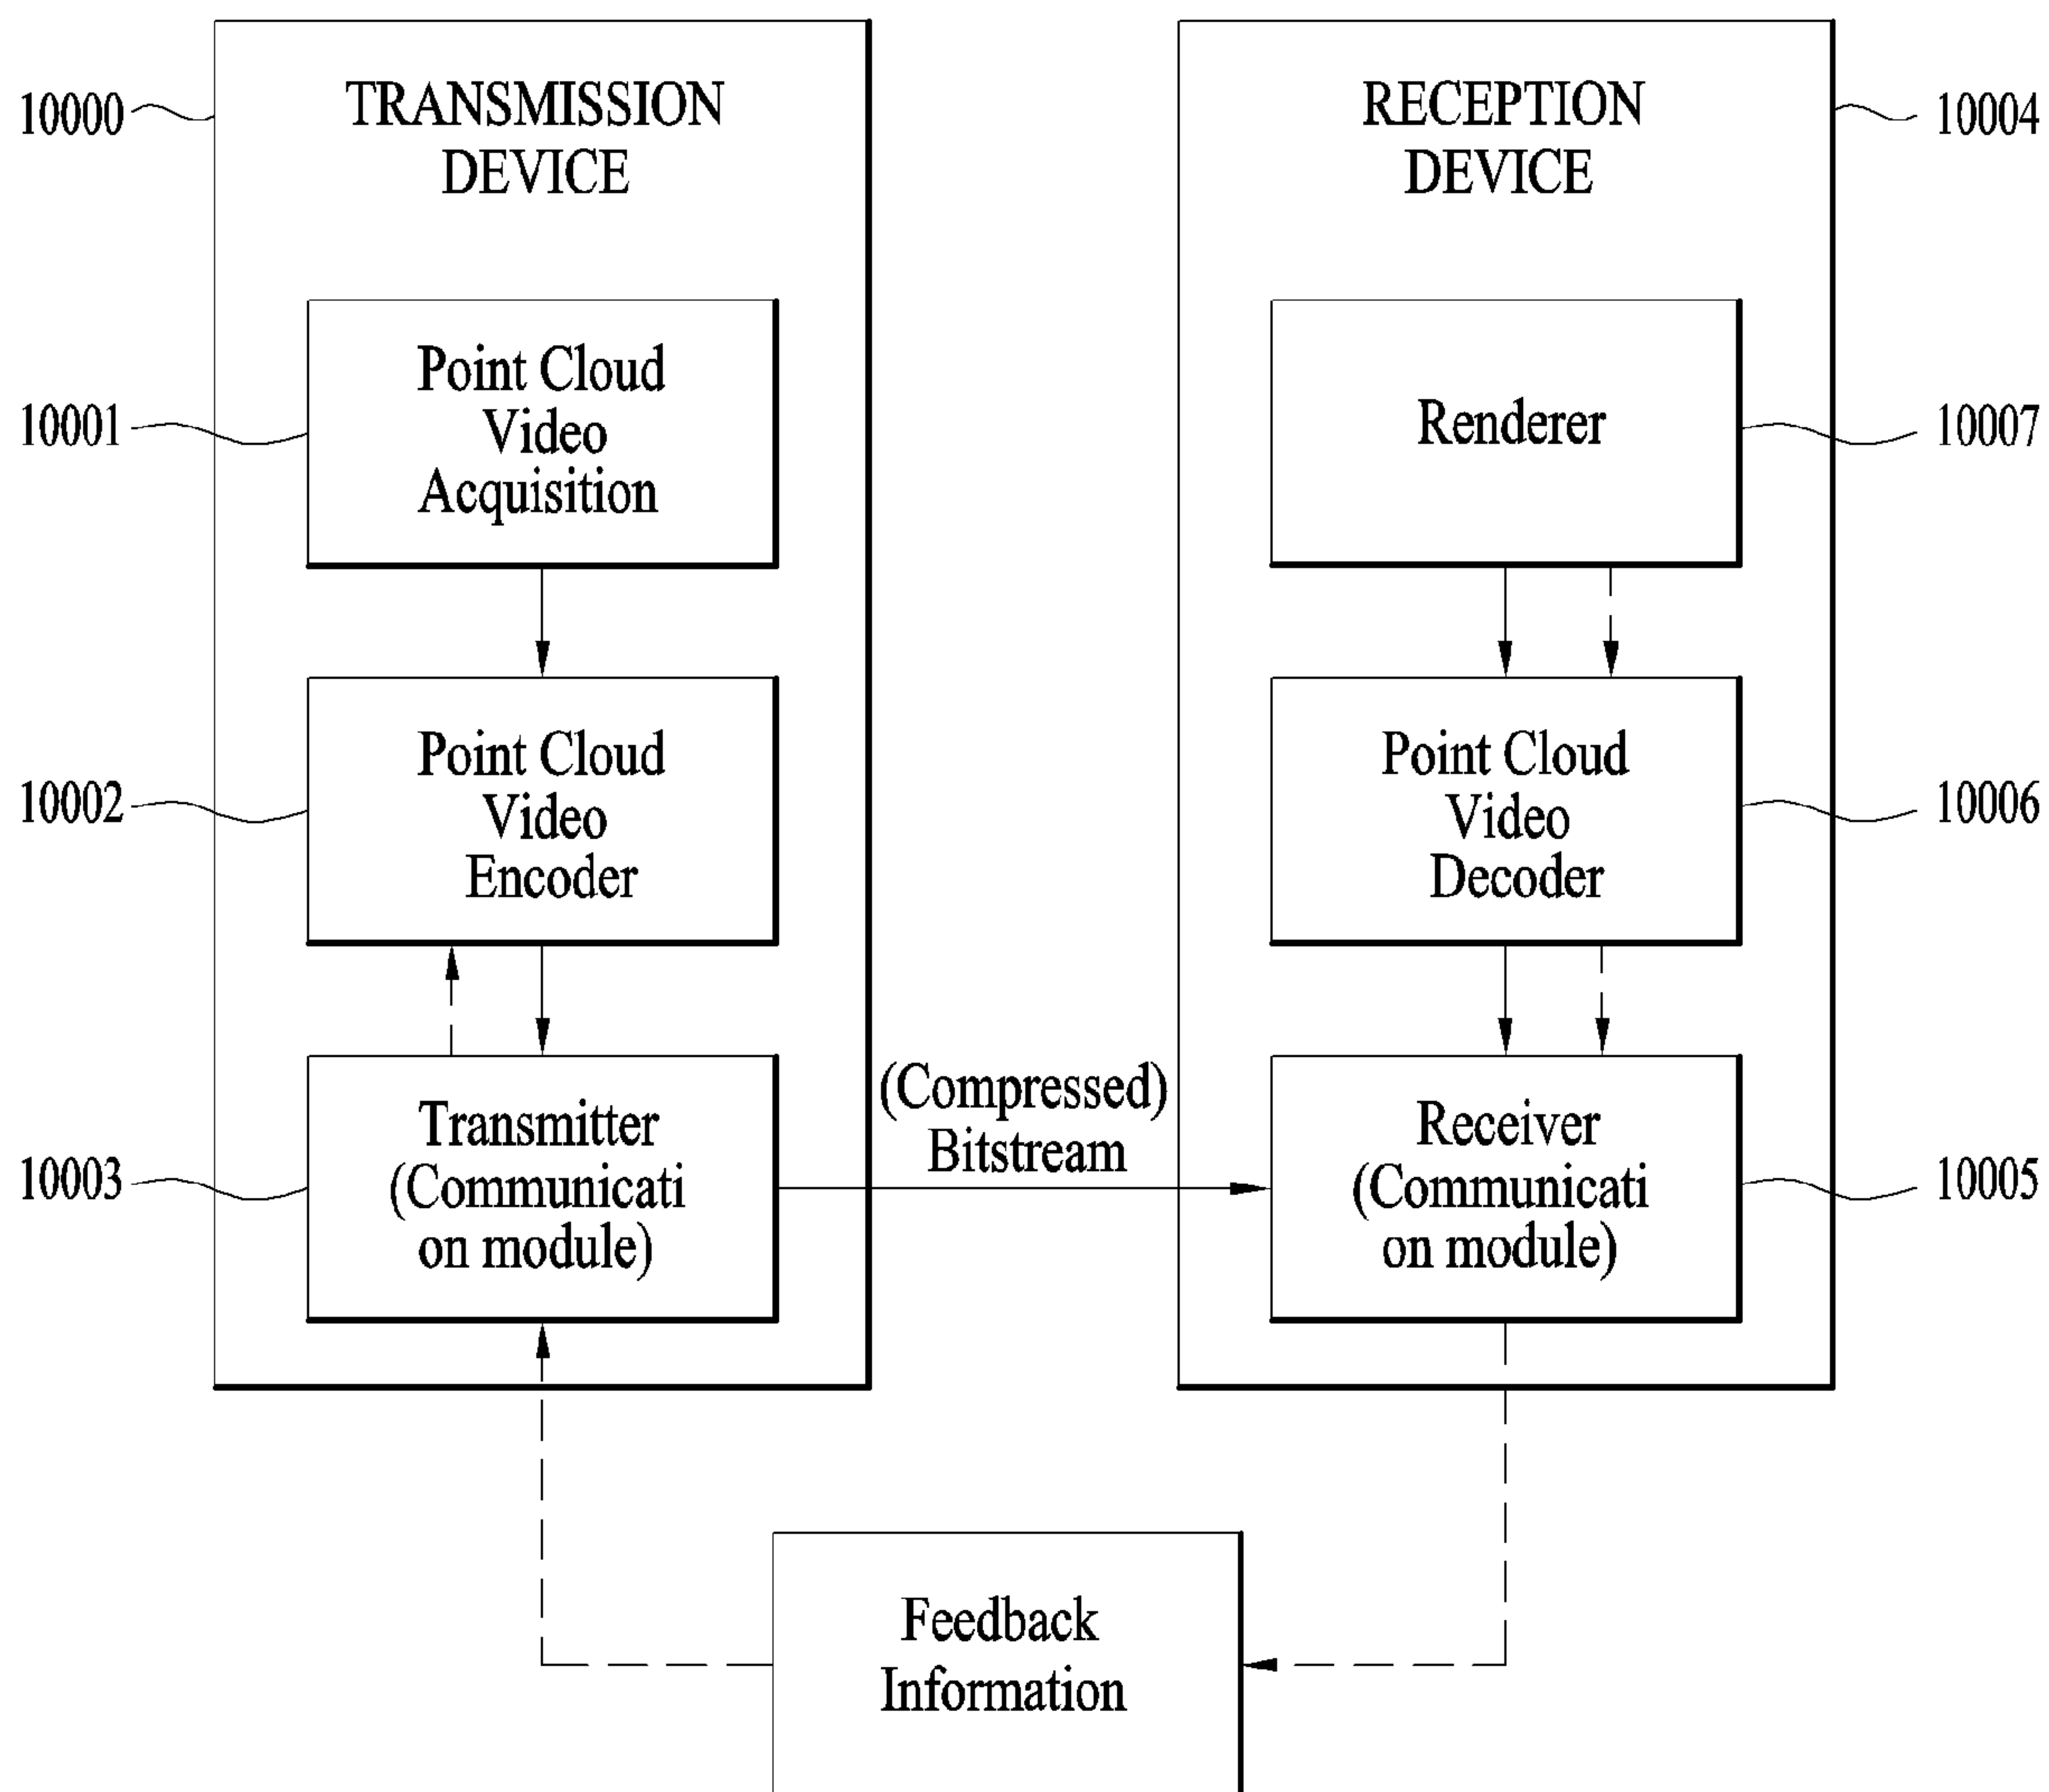 TRANSMISSION
DEVICE
10000
Point Cloud
Video
Acquisition
10001
Point Cloud
Video
Encoder
10002
Transmitter
(Communicati
on module)
10003
(Compressed)
Bitstream
RECEPTION
DEVICE
10004
Renderer
10007
Point Cloud
Video
Decoder
10006
Receiver
(Communicati
on module)
10005
Feedback
Information